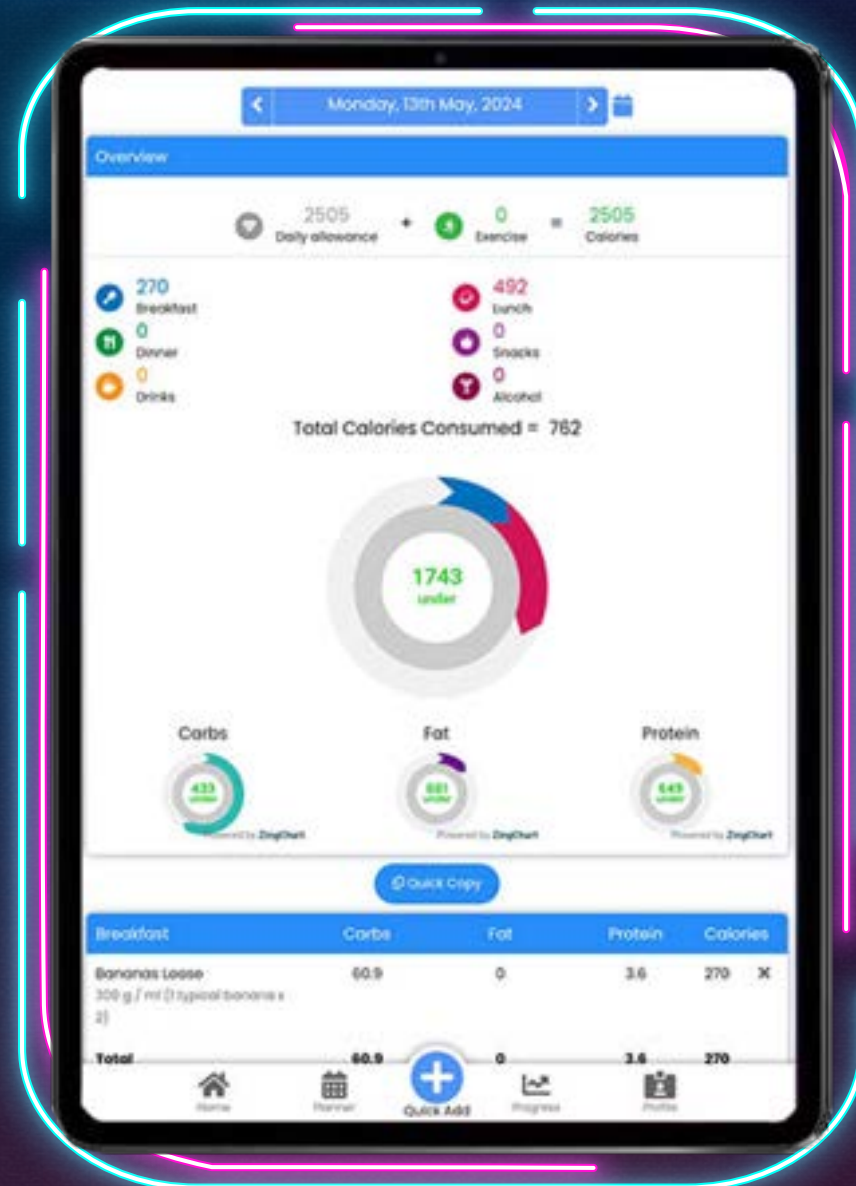 Monday, 13th May, 2024
Overview
2505 + 0 = 2505
Daily allowance Exercise Calories
270 492
Breakfast Lunch
0 0
Dinner Snacks
0 0
Drinks Alcohol
Total Calories Consumed = 762
1743
under
Carbs Fat Protein
433
under
under
649
under
Powered by ZingChart Powered by ZingChart Powered by ZingChart
Quick Copy
Breakfast Carbs Fat Protein Calories
Bananas Loose 60.9 0 3.6 270
300 g / ml (1 typical banana x
2)
Total 60.9 0 3.6 270
Home Planner Quick Add Progress Profile